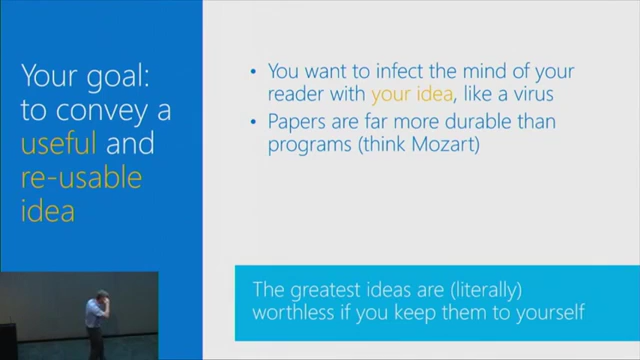 Your goal:
to convey a
useful and
re-usable
idea
• You want to infect the mind of your
reader with your idea, like a virus
• Papers are far more durable than
programs (think Mozart)
The greatest ideas are (literally)
worthless if you keep them to yourself